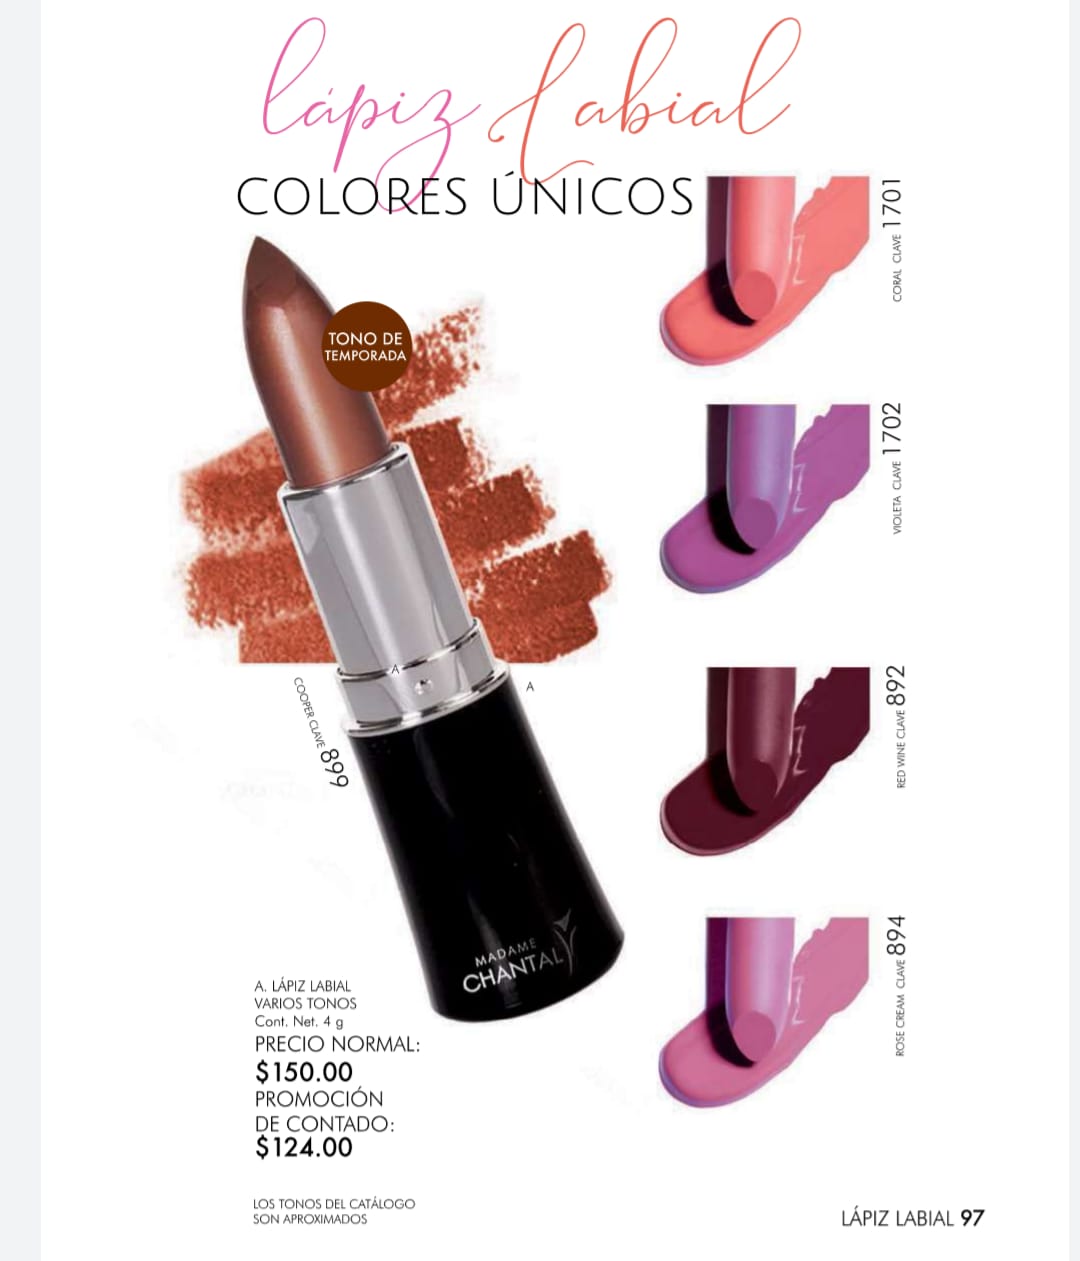 lápiz Labial
COLORES ÚNICOS
TONO DE
TEMPORADA
CORAL CLAVE 1701
VIOLETA CLAVE 1702
RED WINE CLAVE 892
ROSE CREAM CLAVE 894
A
A
COOPER CLAVE 899
MADAME
CHANTAL
A. LÁPIZ LABIAL
VARIOS TONOS
Cont. Net. 4 g
PRECIO NORMAL:
$150.00
PROMOCIÓN
DE CONTADO:
$124.00
LOS TONOS DEL CATÁLOGO
SON APROXIMADOS
LÁPIZ LABIAL 97